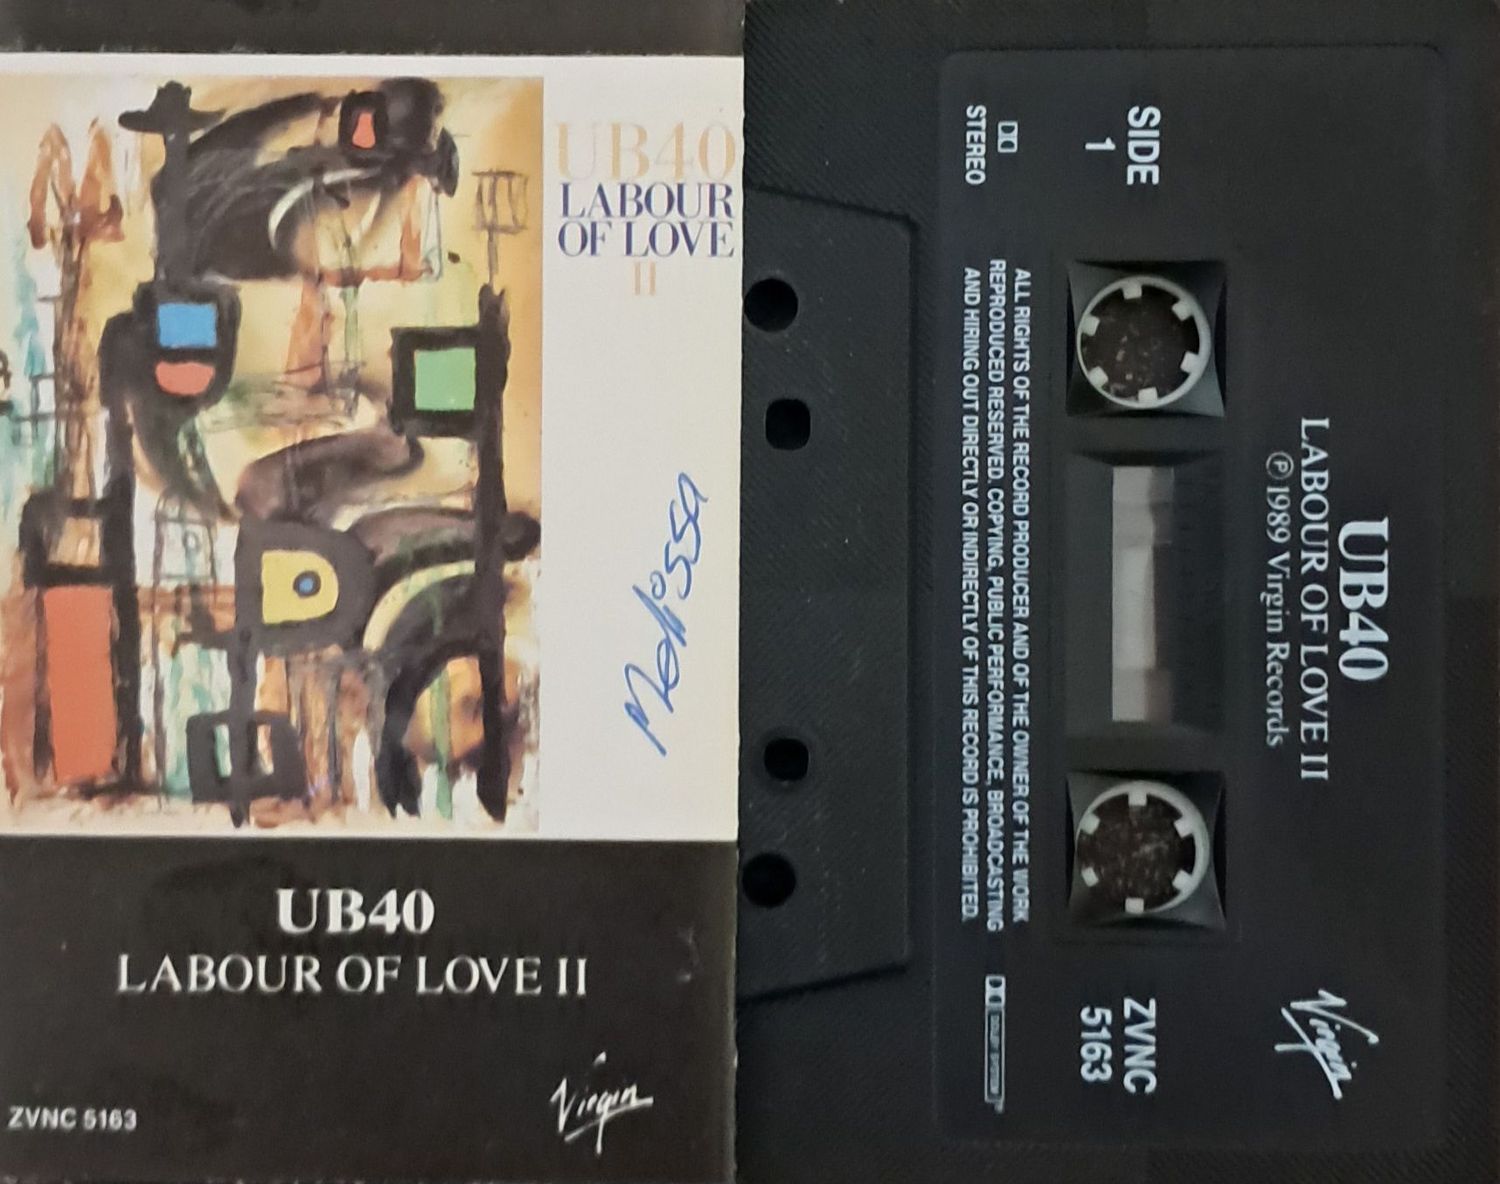 UB40
LABOUR
OF LOVE
II
Melissa
UB40
LABOUR OF LOVE II
Virgin
ZVNC 5163
SIDE
1
STEREO
UB40
LABOUR OF LOVE II
℗ 1989 Virgin Records
ALL RIGHTS OF THE RECORD PRODUCER AND OF THE OWNER OF THE WORK
REPRODUCED RESERVED. COPYING, PUBLIC PERFORMANCE, BROADCASTING
AND HIRING OUT DIRECTLY OR INDIRECTLY OF THIS RECORD IS PROHIBITED.
Virgin
ZVNC
5163
DOLBY SYSTEM